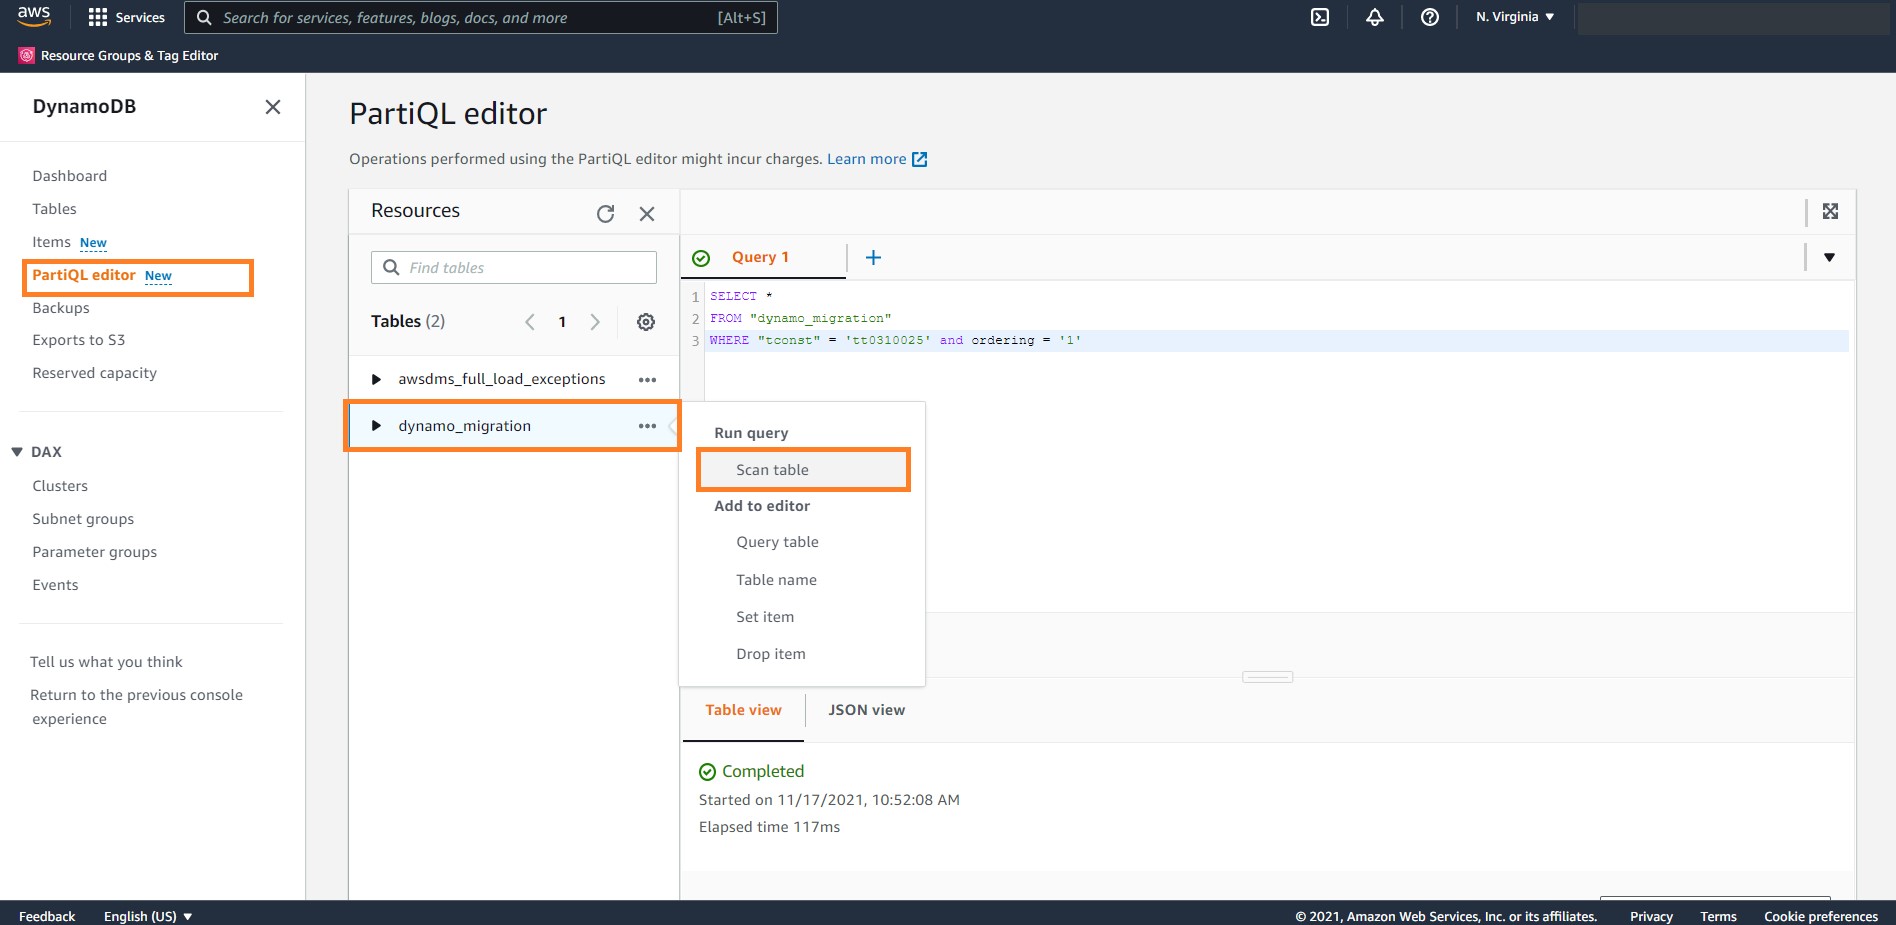 aws
Services
Search for services, features, blogs, docs, and more
[Alt+S]
N. Virginia
Resource Groups & Tag Editor
DynamoDB
Dashboard
Tables
Items New
PartiQL editor New
Backups
Exports to S3
Reserved capacity
DAX
Clusters
Subnet groups
Parameter groups
Events
Tell us what you think
Return to the previous console
experience
PartiQL editor
Operations performed using the PartiQL editor might incur charges. Learn more
Resources
Find tables
Tables (2)
1
awsdms_full_load_exceptions
dynamo_migration
Query 1
1 SELECT *
2 FROM "dynamo_migration"
3 WHERE "tconst" = 'tt0310025' and ordering = '1'
Run query
Scan table
Add to editor
Query table
Table name
Set item
Drop item
Table view
JSON view
Completed
Started on 11/17/2021, 10:52:08 AM
Elapsed time 117ms
Feedback
English (US)
© 2021, Amazon Web Services, Inc. or its affiliates.
Privacy
Terms
Cookie preferences